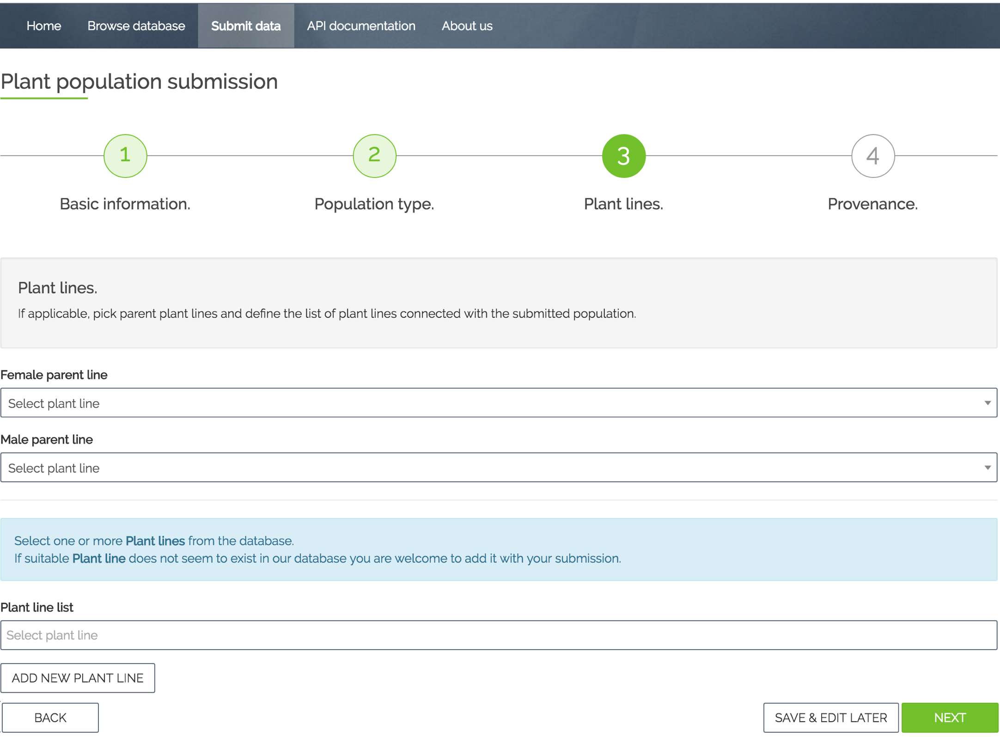 Home Browse database Submit data API documentation About us
Plant population submission
1 2 3 4
Basic information. Population type. Plant lines. Provenance.
Plant lines.
If applicable, pick parent plant lines and define the list of plant lines connected with the submitted population.
Female parent line
Select plant line
Male parent line
Select plant line
Select one or more Plant lines from the database.
If suitable Plant line does not seem to exist in our database you are welcome to add it with your submission.
Plant line list
Select plant line
ADD NEW PLANT LINE
BACK SAVE & EDIT LATER NEXT